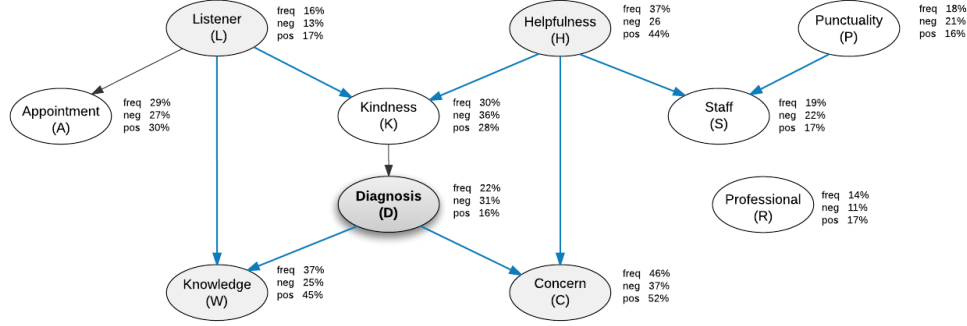 Listener
(L)
freq 16%
neg 13%
pos 17%
Helpfulness
(H)
freq 37%
neg 26
pos 44%
Punctuality
(P)
freq 18%
neg 21%
pos 16%
Appointment
(A)
freq 29%
neg 27%
pos 30%
Kindness
(K)
freq 30%
neg 36%
pos 28%
Staff
(S)
freq 19%
neg 22%
pos 17%
Diagnosis
(D)
freq 22%
neg 31%
pos 16%
Professional
(R)
freq 14%
neg 11%
pos 17%
Knowledge
(W)
freq 37%
neg 25%
pos 45%
Concern
(C)
freq 46%
neg 37%
pos 52%